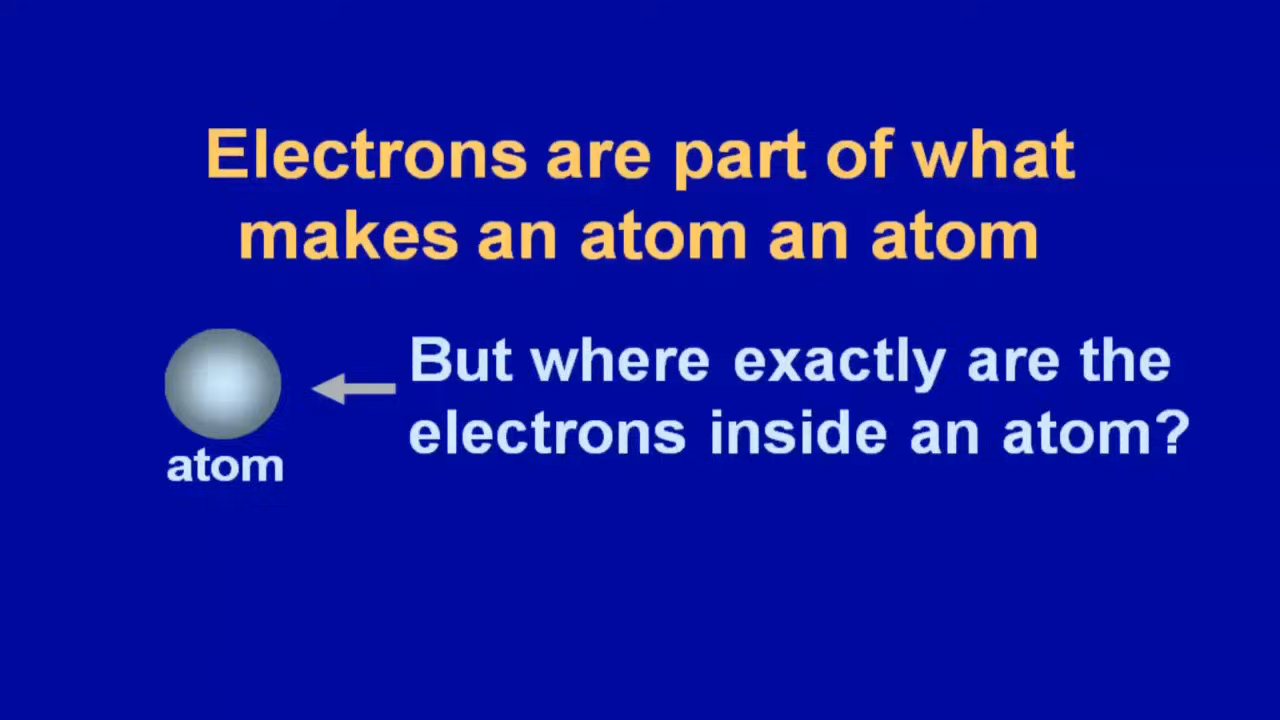 Electrons are part of what
makes an atom an atom
But where exactly are the
electrons inside an atom?
atom